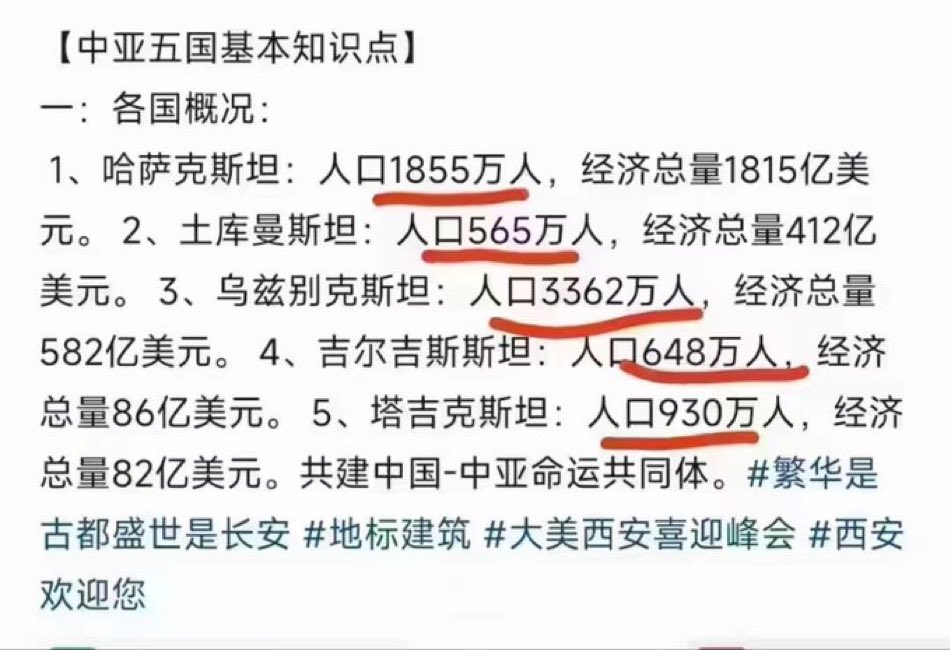 【中亚五国基本知识点】
一：各国概况：
1、哈萨克斯坦：人口1855万人，经济总量1815亿美
元。 2、土库曼斯坦：人口565万人，经济总量412亿
美元。 3、乌兹别克斯坦：人口3362万人，经济总量
582亿美元。 4、吉尔吉斯斯坦：人口648万人，经济
总量86亿美元。 5、塔吉克斯坦：人口930万人，经济
总量82亿美元。共建中国-中亚命运共同体。#繁华是
古都盛世是长安 #地标建筑 #大美西安喜迎峰会 #西安
欢迎您